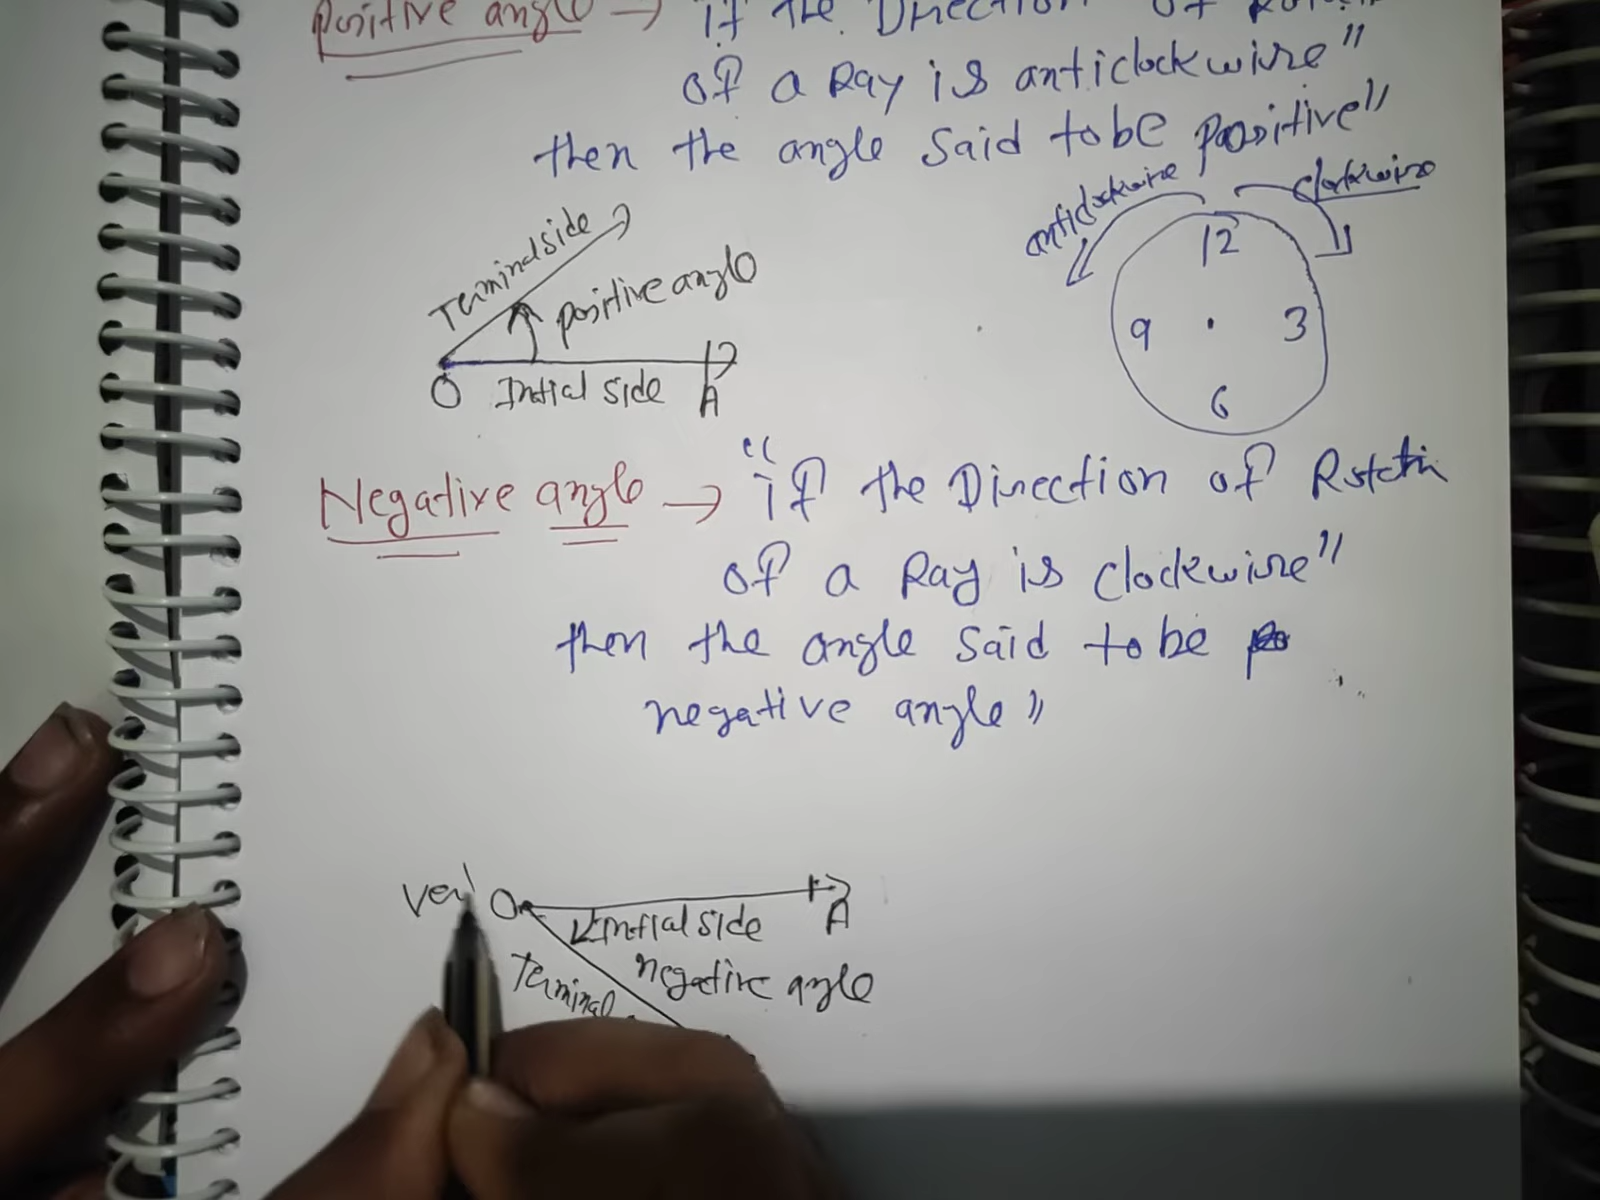 Positive angle → if the Direction of
of a Ray is anticlockwise"
then the angle said to be positive"
anticlockwise
clockwise
12
9
3
6
Terminal side
positive angle
O Initial side A
Negative angle → "if the Direction of Rotation
of a Ray is clockwise"
then the angle said to be
negative angle"
Ver O Initial side A
Terminal
negative angle